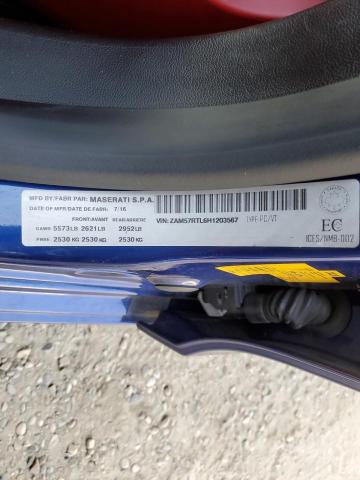 MFD BY/FABR PAR: MASERATI S.P.A.
DATE OF MFR/DATE DE FABR: 7/16
VIN: ZAM57RTL6H1203567 TYPE PC/VT
FRONT/AVANT REAR/ARRIERE
GAWR 5573LB 2621LB 2952LB
PNBE 2530 KG 2530 KG 2530 KG
EC
ICES/NMB-002